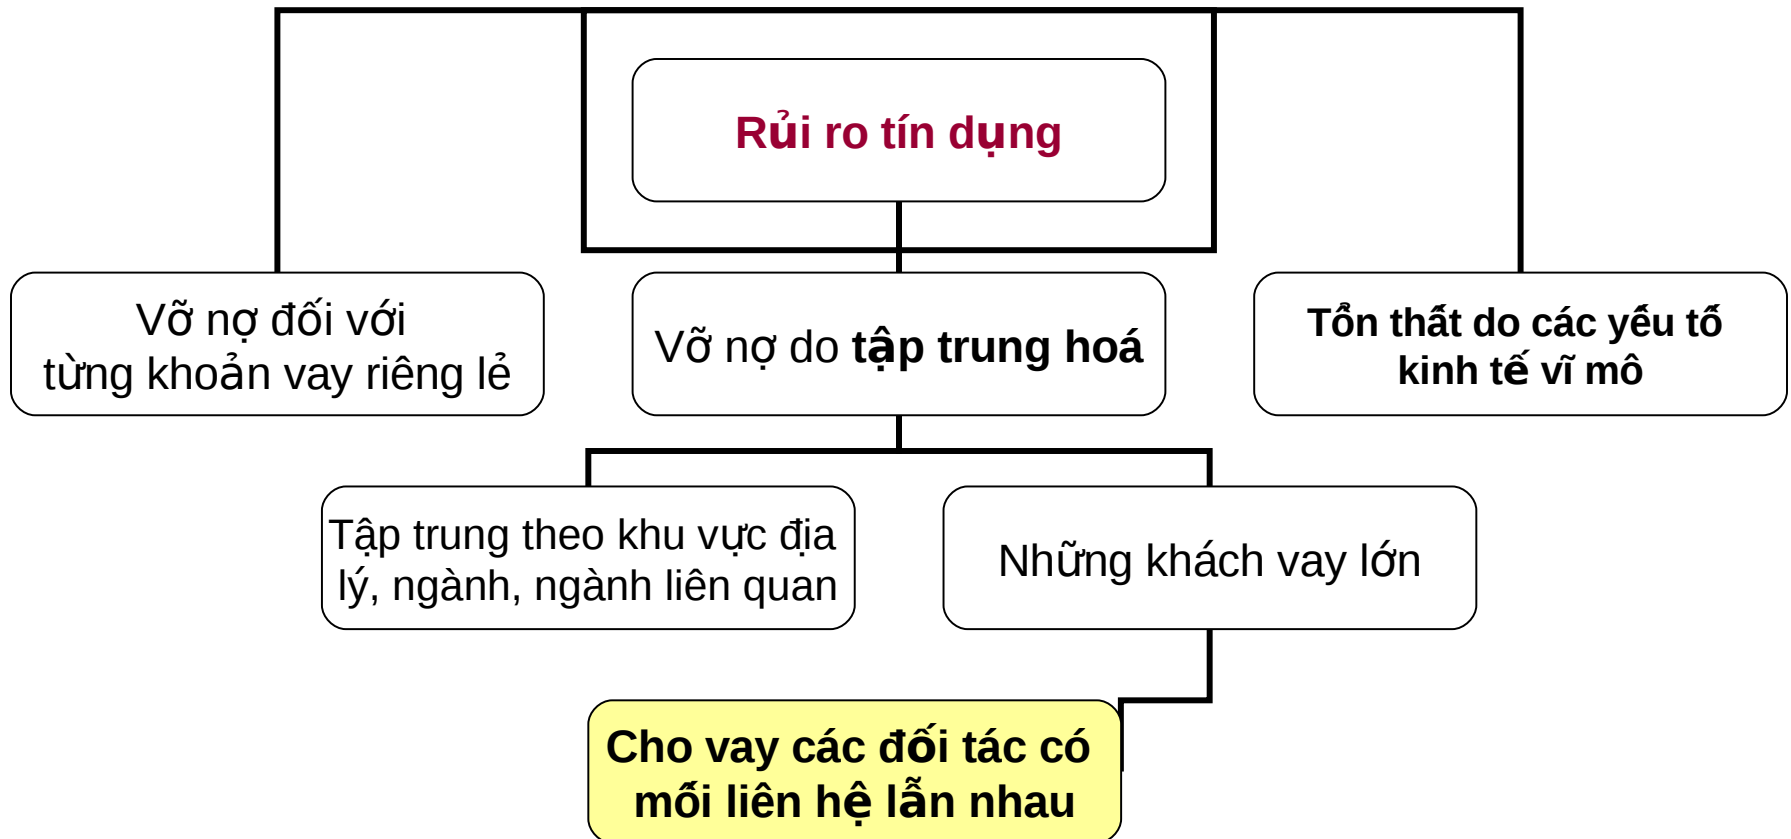 Rủi ro tín dụng
Vỡ nợ đối với
từng khoản vay riêng lẻ
Vỡ nợ do tập trung hoá
Tổn thất do các yếu tố
kinh tế vĩ mô
Tập trung theo khu vực địa
lý, ngành, ngành liên quan
Những khách vay lớn
Cho vay các đối tác có
mối liên hệ lẫn nhau